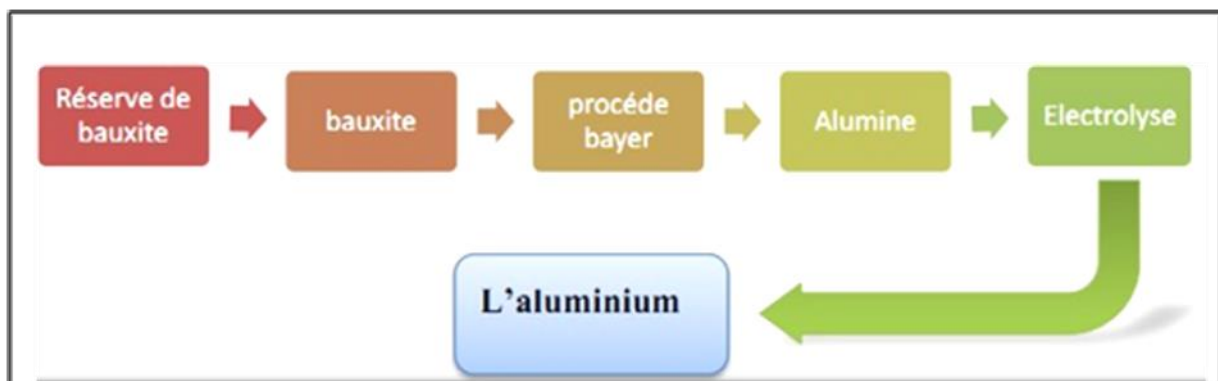 Réserve de
bauxite
bauxite
procéde
bayer
Alumine
Electrolyse
L'aluminium